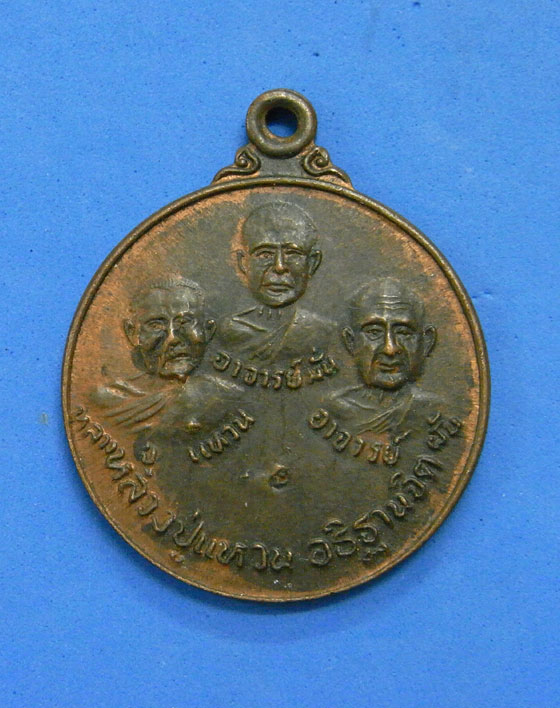 อาจารย์ มั่น
แหวน
อาจารย์
หลวงปู่แหวน อธิฐานจิต